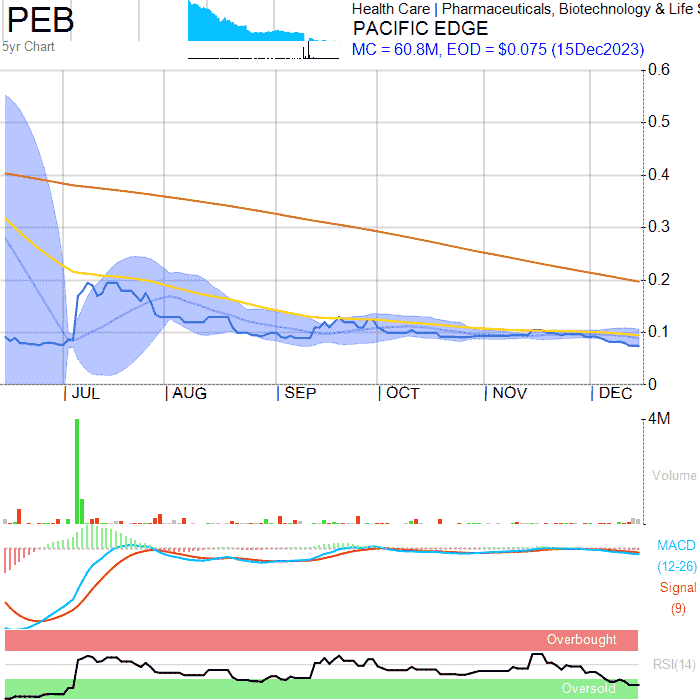 PEB
5yr Chart
Health Care | Pharmaceuticals, Biotechnology & Life S
PACIFIC EDGE
MC = 60.8M, EOD = $0.075 (15Dec2023)
0.6
0.5
0.4
0.3
0.2
0.1
0
JUL AUG SEP OCT NOV DEC
4M
Volume
MACD
(12-26)
Signal
(9)
Overbought
RSI(14)
Oversold